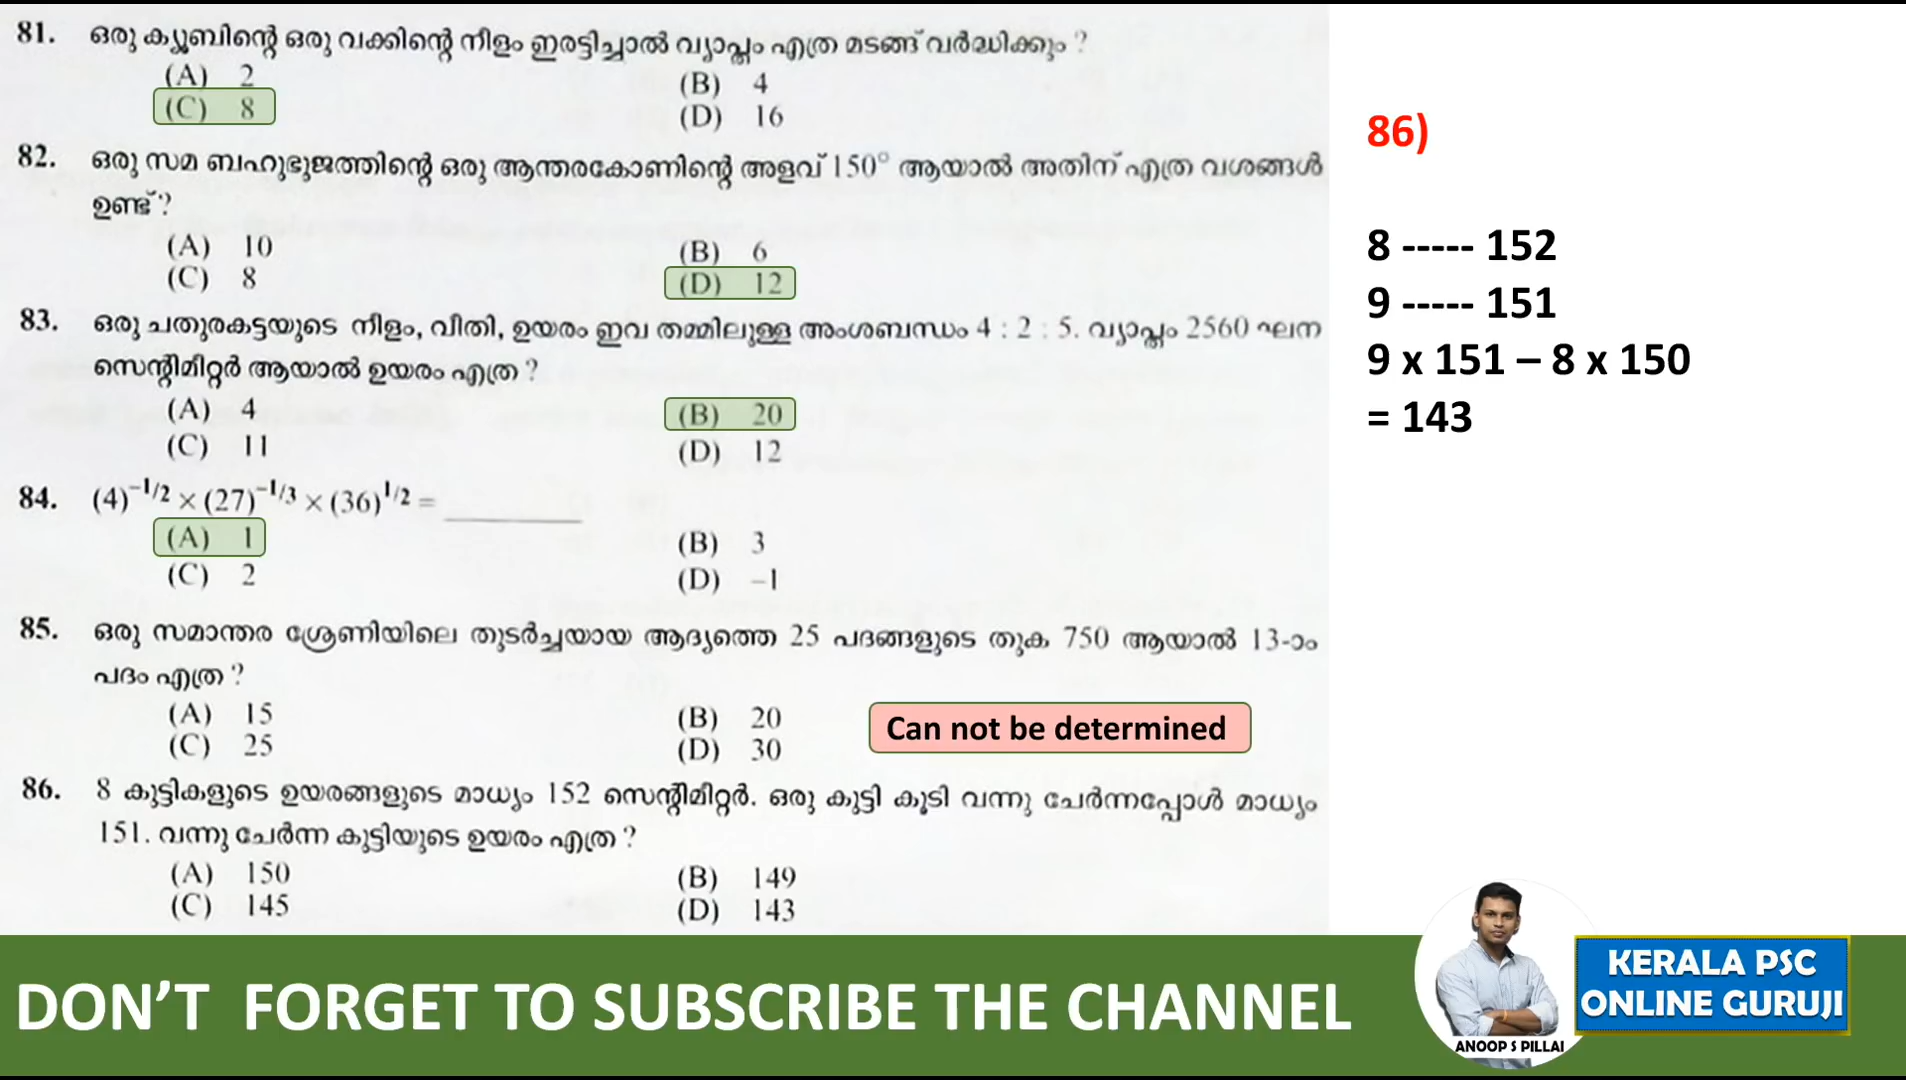 81. ഒരു ക്യൂബിന്റെ ഒരു വക്കിന്റെ നീളം ഇരട്ടിച്ചാൽ വ്യാപ്തം എത്ര മടങ്ങ് വർദ്ധിക്കും ?
(A) 2 (B) 4
(C) 8 (D) 16
82. ഒരു സമ ബഹുഭുജത്തിന്റെ ഒരു ആന്തരകോണിന്റെ അളവ് 150° ആയാൽ അതിന് എത്ര വശങ്ങൾ
ഉണ്ട് ?
(A) 10 (B) 6
(C) 8 (D) 12
83. ഒരു ചതുരകട്ടയുടെ നീളം, വീതി, ഉയരം ഇവ തമ്മിലുള്ള അംശബന്ധം 4 : 2 : 5. വ്യാപ്തം 2560 ഘന
സെന്റീമീറ്റർ ആയാൽ ഉയരം എത്ര ?
(A) 4 (B) 20
(C) 11 (D) 12
84. (4)^–1/2 × (27)^–1/3 × (36)^1/2 = ________
(A) 1 (B) 3
(C) 2 (D) –1
85. ഒരു സമാന്തര ശ്രേണിയിലെ തുടർച്ചയായ ആദ്യത്തെ 25 പദങ്ങളുടെ തുക 750 ആയാൽ 13-ാം
പദം എത്ര ?
(A) 15 (B) 20
(C) 25 (D) 30
Can not be determined
86. 8 കുട്ടികളുടെ ഉയരങ്ങളുടെ മാധ്യം 152 സെന്റീമീറ്റർ. ഒരു കുട്ടി കൂടി വന്നു ചേർന്നപ്പോൾ മാധ്യം
151. വന്നു ചേർന്ന കുട്ടിയുടെ ഉയരം എത്ര ?
(A) 150 (B) 149
(C) 145 (D) 143
86)
8 ----- 152
9 ----- 151
9 x 151 – 8 x 150
= 143
DON'T FORGET TO SUBSCRIBE THE CHANNEL
ANOOP S PILLAI
KERALA PSC
ONLINE GURUJI